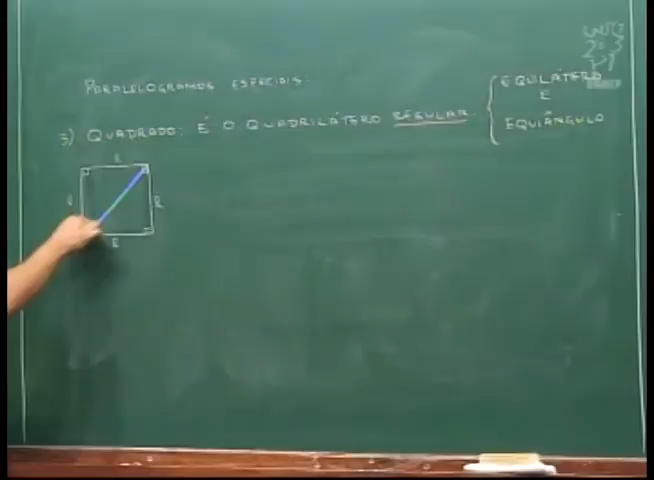 PARALELOGRAMOS ESPECIAIS:
3) QUADRADO: É O QUADRILÁTERO REGULAR
EQUILÁTERO
E
EQUIÂNGULO
l
l
l
l